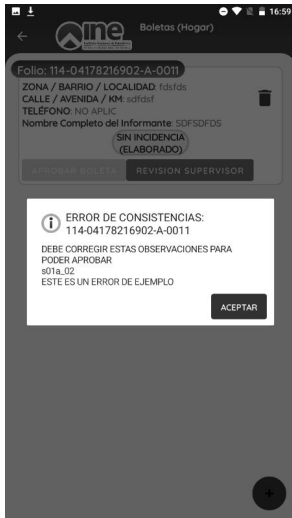 16:59
ine
Boletas (Hogar)
Folio: 114-04178216902-A-0011
ZONA / BARRIO / LOCALIDAD: fdsfds
CALLE / AVENIDA / KM: sdfdsf
TELÉFONO: NO APLIC
Nombre Completo del Informante: SDFSDFDS
SIN INCIDENCIA
(ELABORADO)
APROBAR BOLETA REVISION SUPERVISOR
ERROR DE CONSISTENCIAS:
114-04178216902-A-0011
DEBE CORREGIR ESTAS OBSERVACIONES PARA
PODER APROBAR
s01a_02
ESTE ES UN ERROR DE EJEMPLO
ACEPTAR